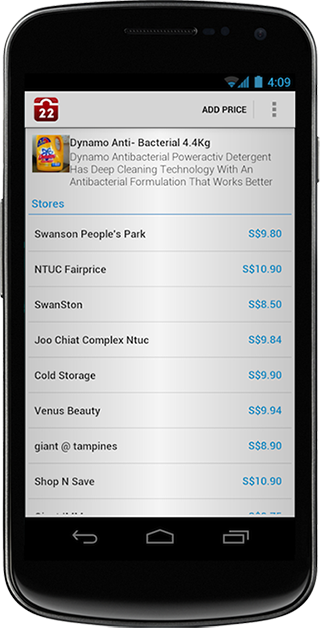 4:09
22
ADD PRICE
Dynamo Anti- Bacterial 4.4Kg
Dynamo Antibacterial Poweractiv Detergent
Has Deep Cleaning Technology With An
Antibacterial Formulation That Works Better
Stores
Swanson People's Park S$9.80
NTUC Fairprice S$10.90
SwanSton S$8.50
Joo Chiat Complex Ntuc S$9.84
Cold Storage S$9.90
Venus Beauty S$9.94
giant @ tampines S$8.90
Shop N Save S$10.90